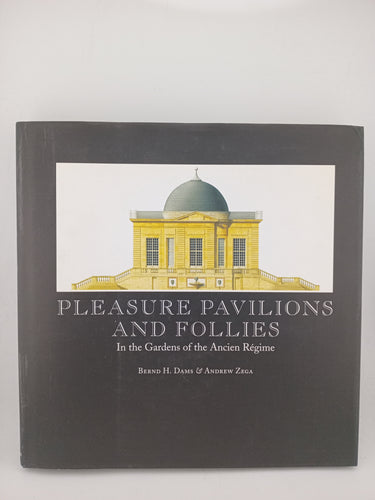 PLEASURE PAVILIONS
AND FOLLIES
In the Gardens of the Ancien Régime
BERND H. DAMS & ANDREW ZEGA